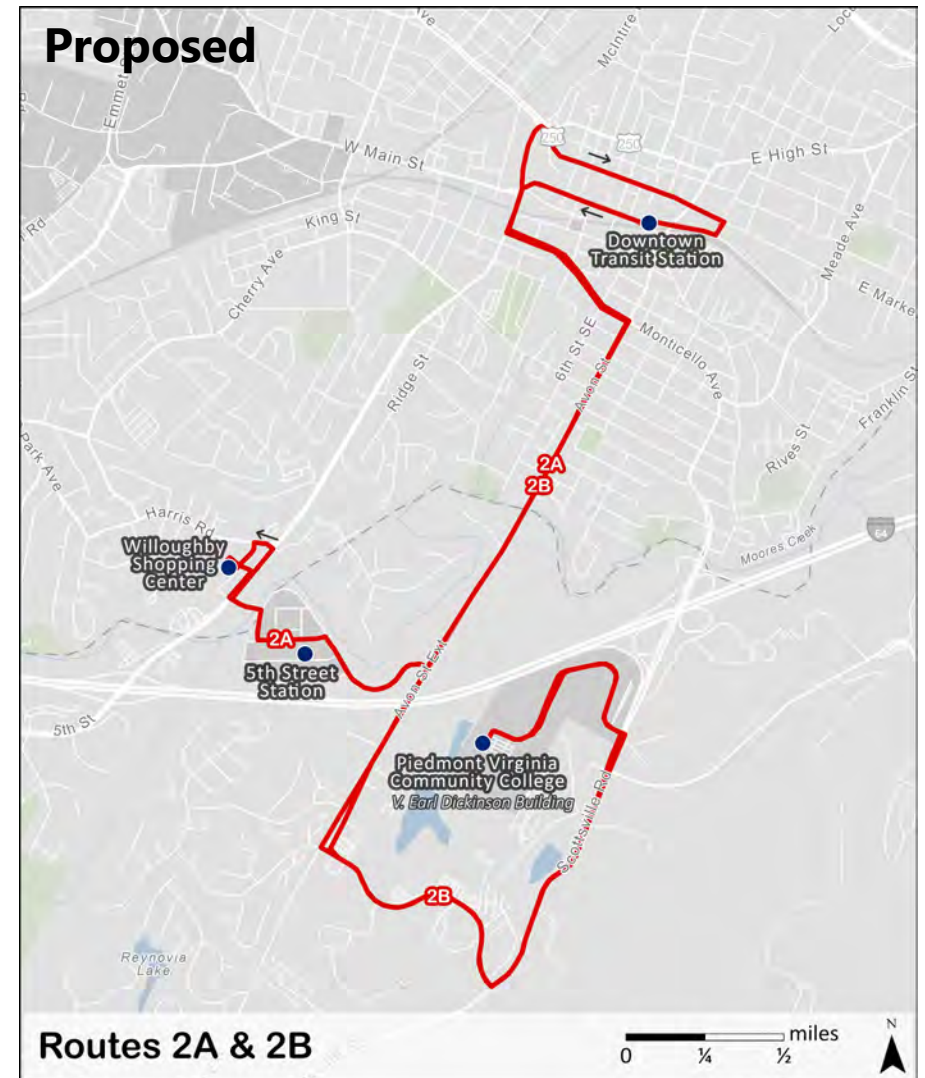 Proposed
McIntire
Emmet S
250
250
W Main St
E High St
King St
Rd
Cherry Ave
Meade Ave
Downtown
Transit Station
E Marke
6th St SE
Monticello Ave
Avon St
Ridge St
Franklin St
Park Ave
Rives St
2A
2B
Harris Rd
64
Moores Creek
Willoughby
Shopping
Center
2A
5th Street
Station
Avon St Ext
5th St
Piedmont Virginia
Community College
V. Earl Dickinson Building
Scottsville Rd
2B
Reynovia
Lake
Routes 2A & 2B
miles
0 ¼ ½
N